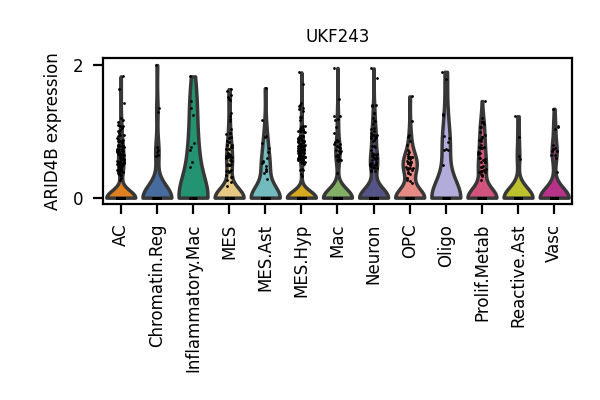 UKF243
ARID4B expression
2
0
AC
Chromatin.Reg
Inflammatory.Mac
MES
MES.Ast
MES.Hyp
Mac
Neuron
OPC
Oligo
Prolif.Metab
Reactive.Ast
Vasc